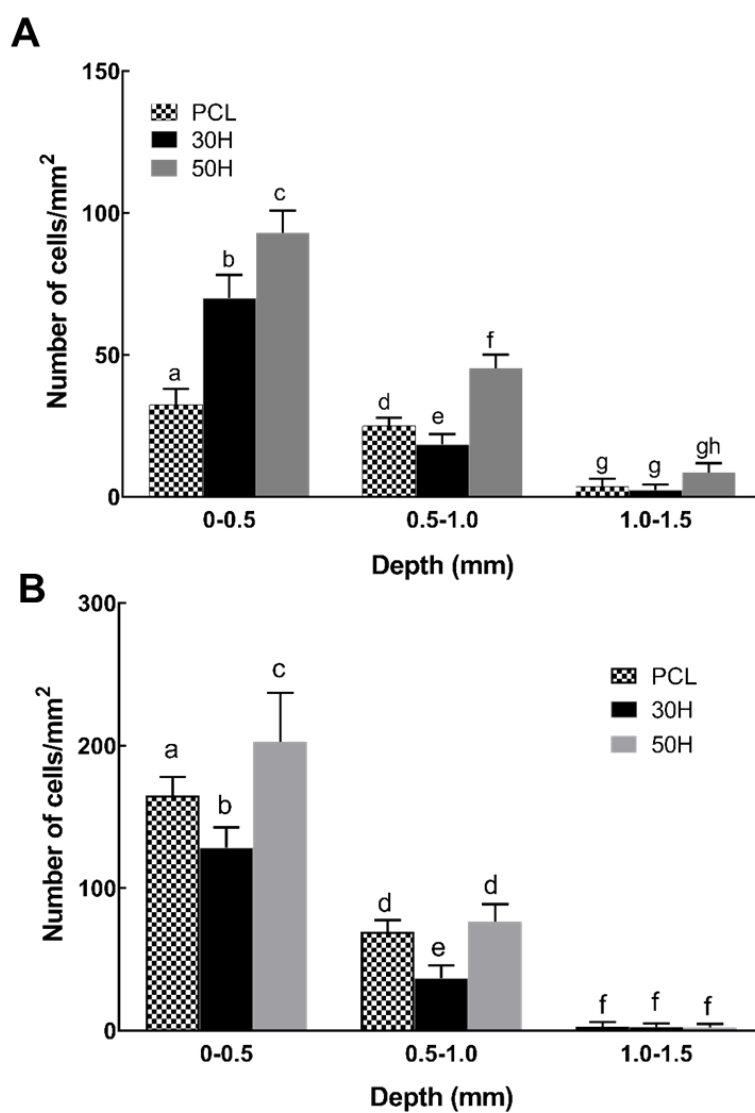 A
150
PCL
30H
50H
c
100
b
Number of cells/mm²
f
50
a
d
e
g g gh
0
0-0.5 0.5-1.0 1.0-1.5
Depth (mm)
B
300
c
PCL
30H
50H
a
200
b
Number of cells/mm²
d d
100
e
f f f
0
0-0.5 0.5-1.0 1.0-1.5
Depth (mm)